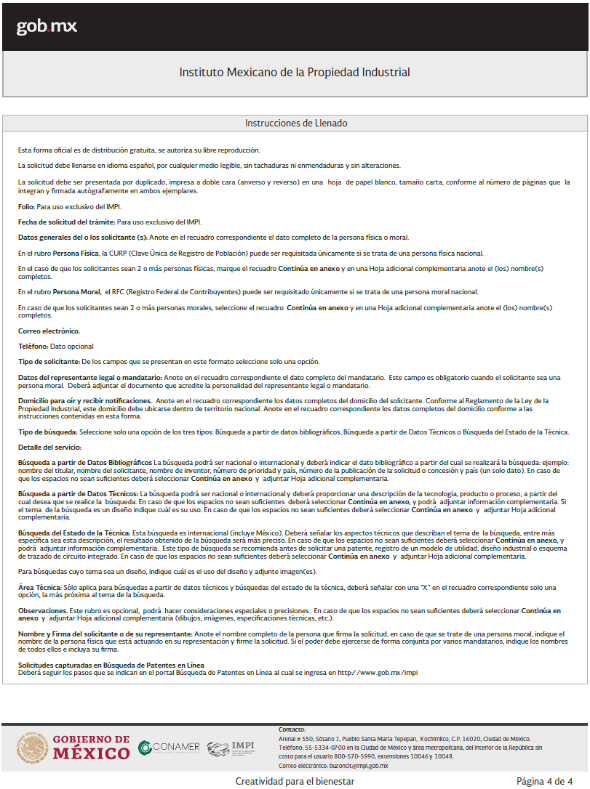 gob.mx
Instituto Mexicano de la Propiedad Industrial
Instrucciones de Llenado
Esta forma oficial es de distribución gratuita, se autoriza su libre reproducción.
La solicitud debe llenarse en idioma español, por cualquier medio legible, sin tachaduras ni enmendaduras y sin alteraciones.
La solicitud debe ser presentada por duplicado, impresa a doble cara (anverso y reverso) en una hoja de papel blanco, tamaño carta, conforme al número de páginas que la
integran y firmada autógrafamente en ambos ejemplares.
Folio: Para uso exclusivo del IMPI.
Fecha de solicitud del trámite: Para uso exclusivo del IMPI.
Datos generales del o los solicitante (s): Anote en el recuadro correspondiente el dato completo de la persona física o moral.
En el rubro Persona Física, la CURP (Clave Única de Registro de Población) puede ser requisitada únicamente si se trata de una persona física nacional.
En el caso de que los solicitantes sean 2 o más personas físicas, marque el recuadro Continúa en anexo y en una Hoja adicional complementaria anote el (los) nombre(s)
completos.
En el rubro Persona Moral, el RFC (Registro Federal de Contribuyentes) puede ser requisitado únicamente si se trata de una persona moral nacional.
En caso de que los solicitantes sean 2 o más personas morales, seleccione el recuadro Continúa en anexo y en una Hoja adicional complementaria anote el (los) nombre(s)
completos.
Correo electrónico.
Teléfono: Dato opcional
Tipo de solicitante: De los campos que se presentan en este formato seleccione solo una opción.
Datos del representante legal o mandatario: Anote en el recuadro correspondiente el dato completo del mandatario. Este campo es obligatorio cuando el solicitante sea una
persona moral. Deberá adjuntar el documento que acredite la personalidad del representante legal o mandatario.
Domicilio para oír y recibir notificaciones. Anote en el recuadro correspondiente los datos completos del domicilio del solicitante. Conforme al Reglamento de la Ley de la
Propiedad Industrial, este domicilio debe ubicarse dentro de territorio nacional. Anote en el recuadro correspondiente los datos completos del domicilio conforme a las
instrucciones contenidas en esta forma.
Tipo de búsqueda: Seleccione solo una opción de los tres tipos: Búsqueda a partir de datos bibliográficos, Búsqueda a partir de Datos Técnicos o Búsqueda del Estado de la Técnica.
Detalle del servicio:
Búsqueda a partir de Datos Bibliográficos La búsqueda podrá ser nacional o internacional y deberá indicar el dato bibliográfico a partir del cual se realizará la búsqueda: ejemplo:
nombre del titular, nombre del solicitante, nombre de inventor, número de prioridad y país, número de la publicación de la solicitud o concesión y país (un solo dato). En caso de
que los espacios no sean suficientes deberá seleccionar Continúa en anexo y adjuntar Hoja adicional complementaria.
Búsqueda a partir de Datos Técnicos: La búsqueda podrá ser nacional o internacional y deberá proporcionar una descripción de la tecnología, producto o proceso, a partir del
cual desea que se realice la búsqueda. En caso de que los espacios no sean suficientes deberá seleccionar Continúa en anexo, y podrá adjuntar información complementaria. Si
el tema de la búsqueda es un diseño indique cuál es su uso. En caso de que los espacios no sean suficientes deberá seleccionar Continúa en anexo y adjuntar Hoja adicional
complementaria.
Búsqueda del Estado de la Técnica: Esta búsqueda es internacional (incluye México). Deberá señalar los aspectos técnicos que describan el tema de la búsqueda, entre más
específica sea esta descripción, el resultado obtenido de la búsqueda será más preciso. En caso de que los espacios no sean suficientes deberá seleccionar Continúa en anexo, y
podrá adjuntar información complementaria. Este tipo de búsqueda se recomienda antes de solicitar una patente, registro de un modelo de utilidad, diseño industrial o esquema
de trazado de circuito integrado. En caso de que los espacios no sean suficientes deberá seleccionar Continúa en anexo y adjuntar Hoja adicional complementaria.
Para búsquedas cuyo tema sea un diseño, indique cuál es el uso del diseño y adjunte imagen(es).
Área Técnica: Sólo aplica para búsquedas a partir de datos técnicos y búsquedas del estado de la técnica, deberá señalar con una "X" en el recuadro correspondiente solo una
opción, la más próxima al tema de la búsqueda.
Observaciones. Este rubro es opcional, podrá hacer consideraciones especiales o precisiones. En caso de que los espacios no sean suficientes deberá seleccionar Continúa en
anexo y adjuntar Hoja adicional complementaria (dibujos, imágenes, especificaciones técnicas, etc.).
Nombre y Firma del solicitante o de su representante: Anote el nombre completo de la persona que firma la solicitud, en caso de que se trate de una persona moral, indique el
nombre de la persona física que está actuando en su representación y firme la solicitud. Si el poder debe ejercerse de forma conjunta por varios mandatarios, indique los nombres
de todos ellos e incluya su firma.
Solicitudes capturadas en Búsqueda de Patentes en Línea
Deberá seguir los pasos que se indican en el portal Búsqueda de Patentes en Línea al cual se ingresa en http://www.gob.mx/impi
GOBIERNO DE
MÉXICO
CONAMER
IMPI
Contacto:
Arenal # 550, Sótano 1, Pueblo Santa María Tepepan, Xochimilco, C.P. 16020, Ciudad de México.
Teléfono: 55-5334-0700 en la Ciudad de México y área metropolitana, del interior de la República sin
costo para el usuario 800-570-5990, extensiones 10046 y 10048.
Correo electrónico: buzoncit@impi.gob.mx
Creatividad para el bienestar
Página 4 de 4